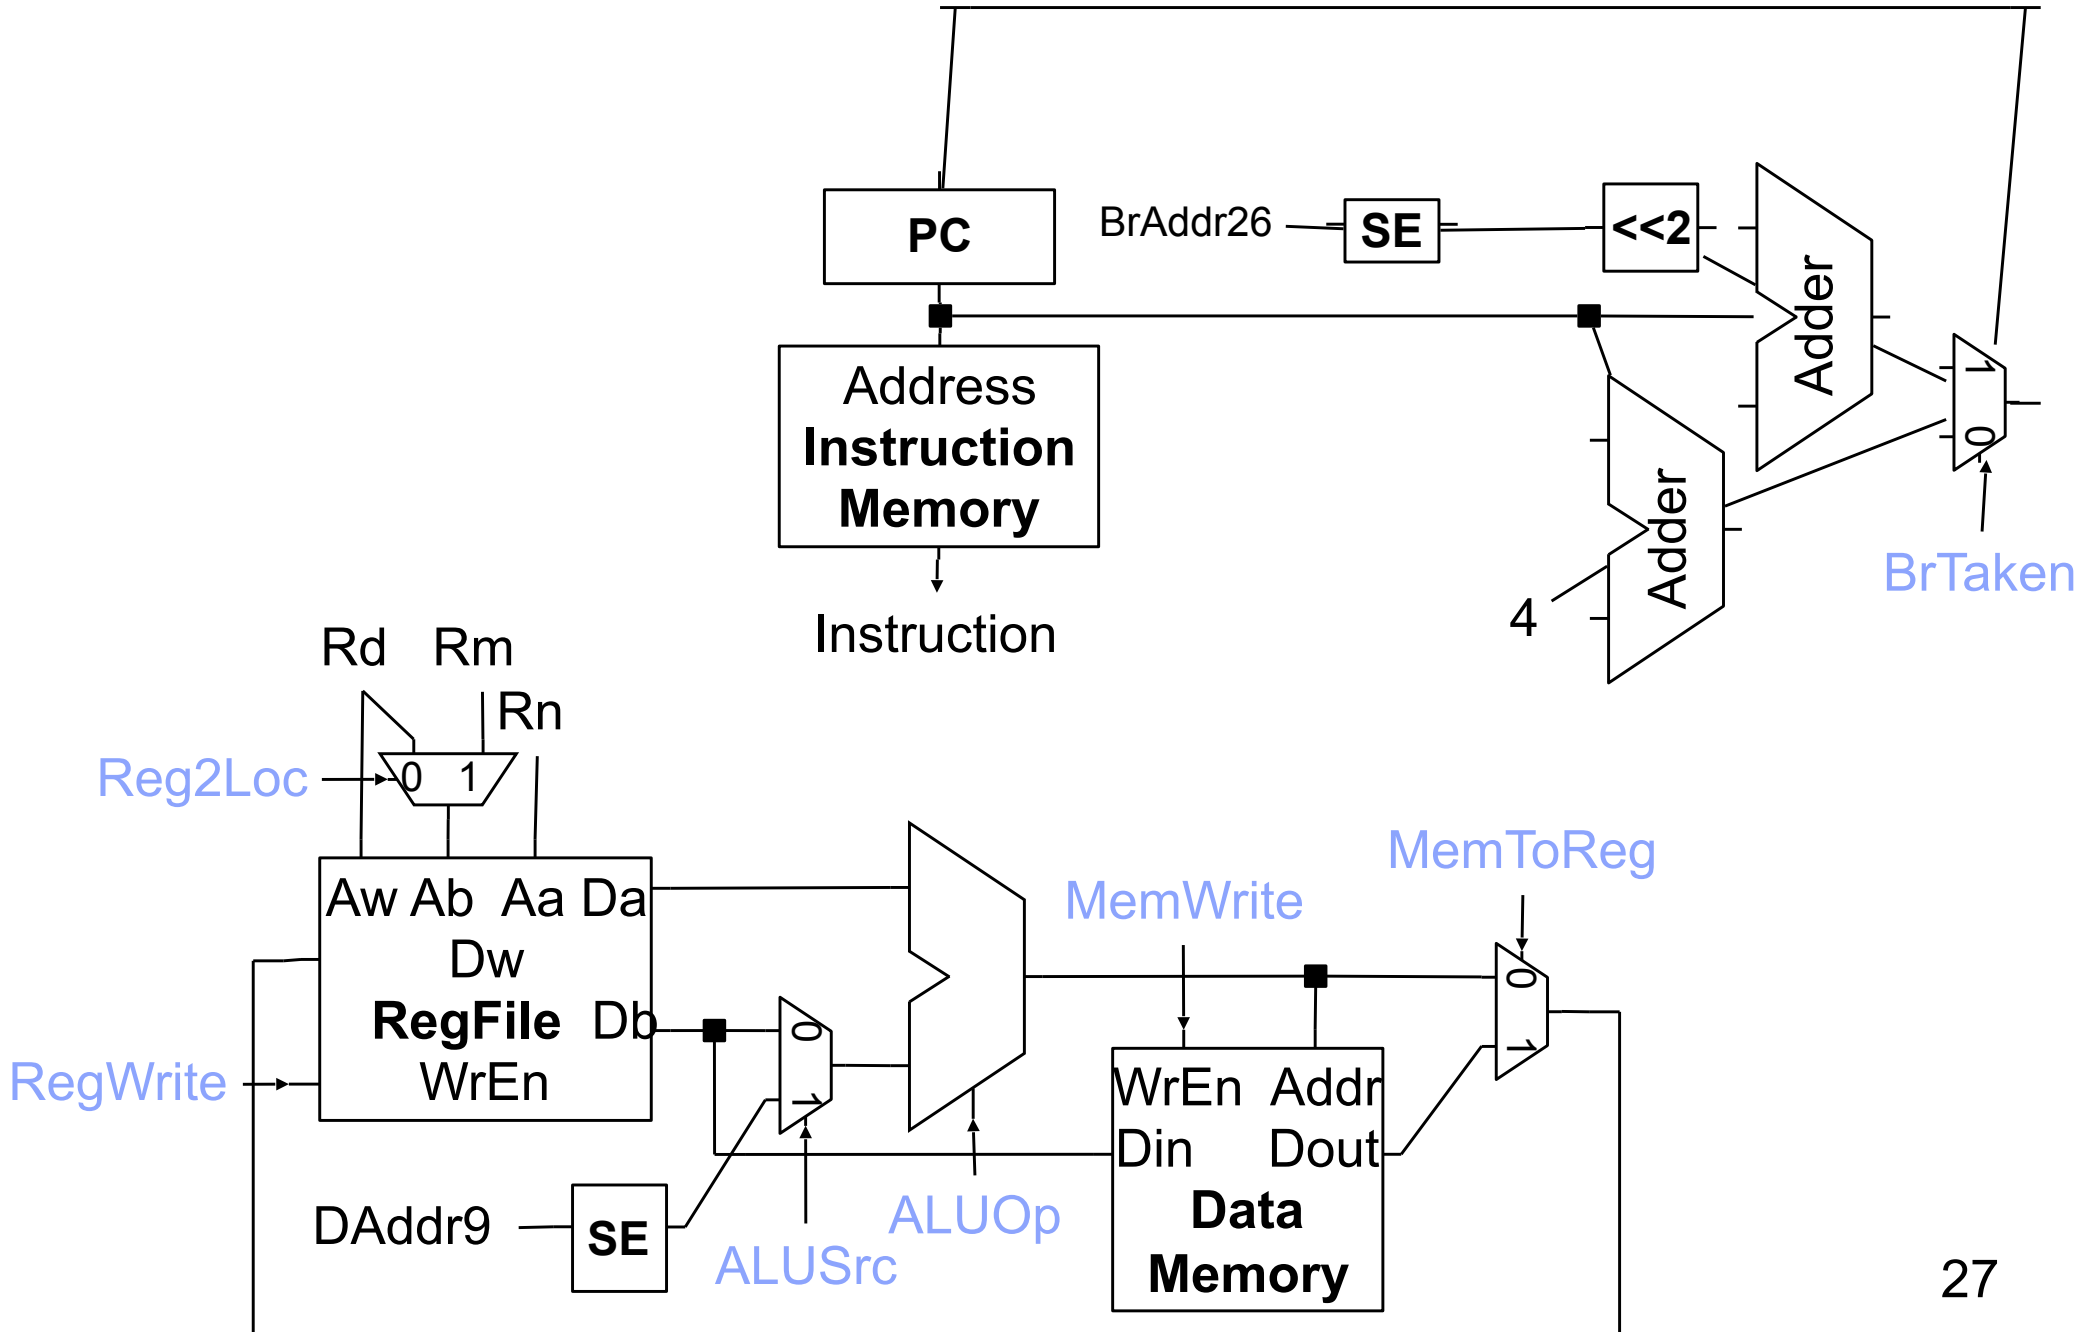 PC
BrAddr26
SE
<<2
Adder
Address
Instruction
Memory
1
0
Adder
4
BrTaken
Instruction
Rd
Rm
Rn
Reg2Loc
0 1
Aw Ab Aa Da
Dw
RegFile Db
WrEn
RegWrite
MemWrite
MemToReg
0
1
0
1
WrEn Addr
Din Dout
Data
Memory
DAddr9
SE
ALUSrc
ALUOp
27